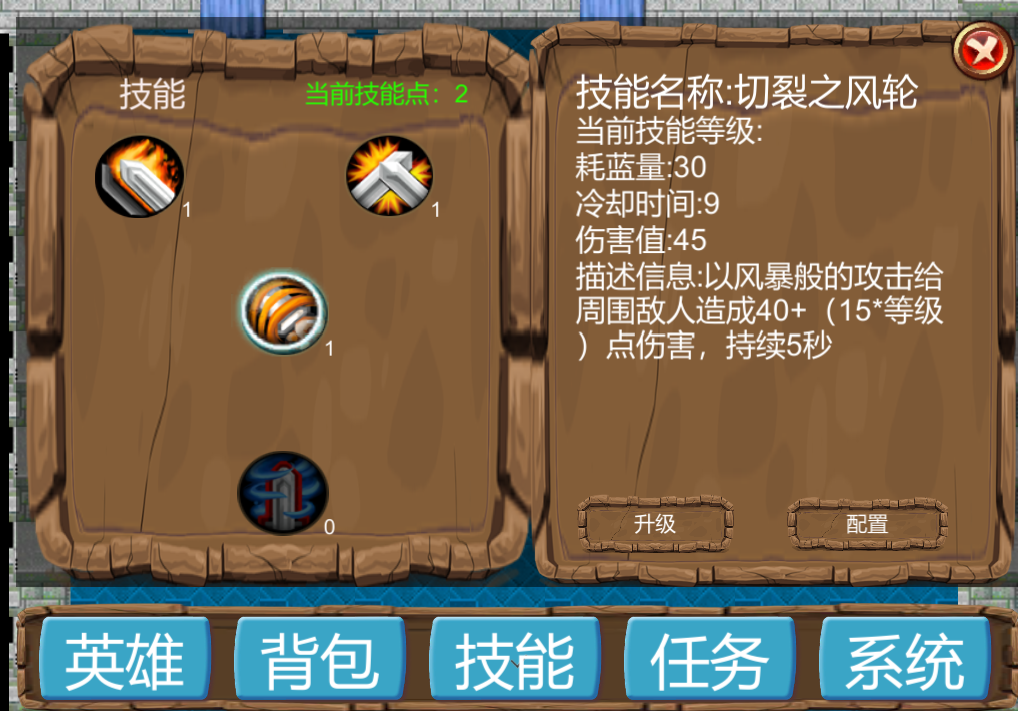 技能
当前技能点：2
1
1
1
0
技能名称:切裂之风轮
当前技能等级:
耗蓝量:30
冷却时间:9
伤害值:45
描述信息:以风暴般的攻击给
周围敌人造成40+（15*等级
）点伤害，持续5秒
升级
配置
英雄
背包
技能
任务
系统